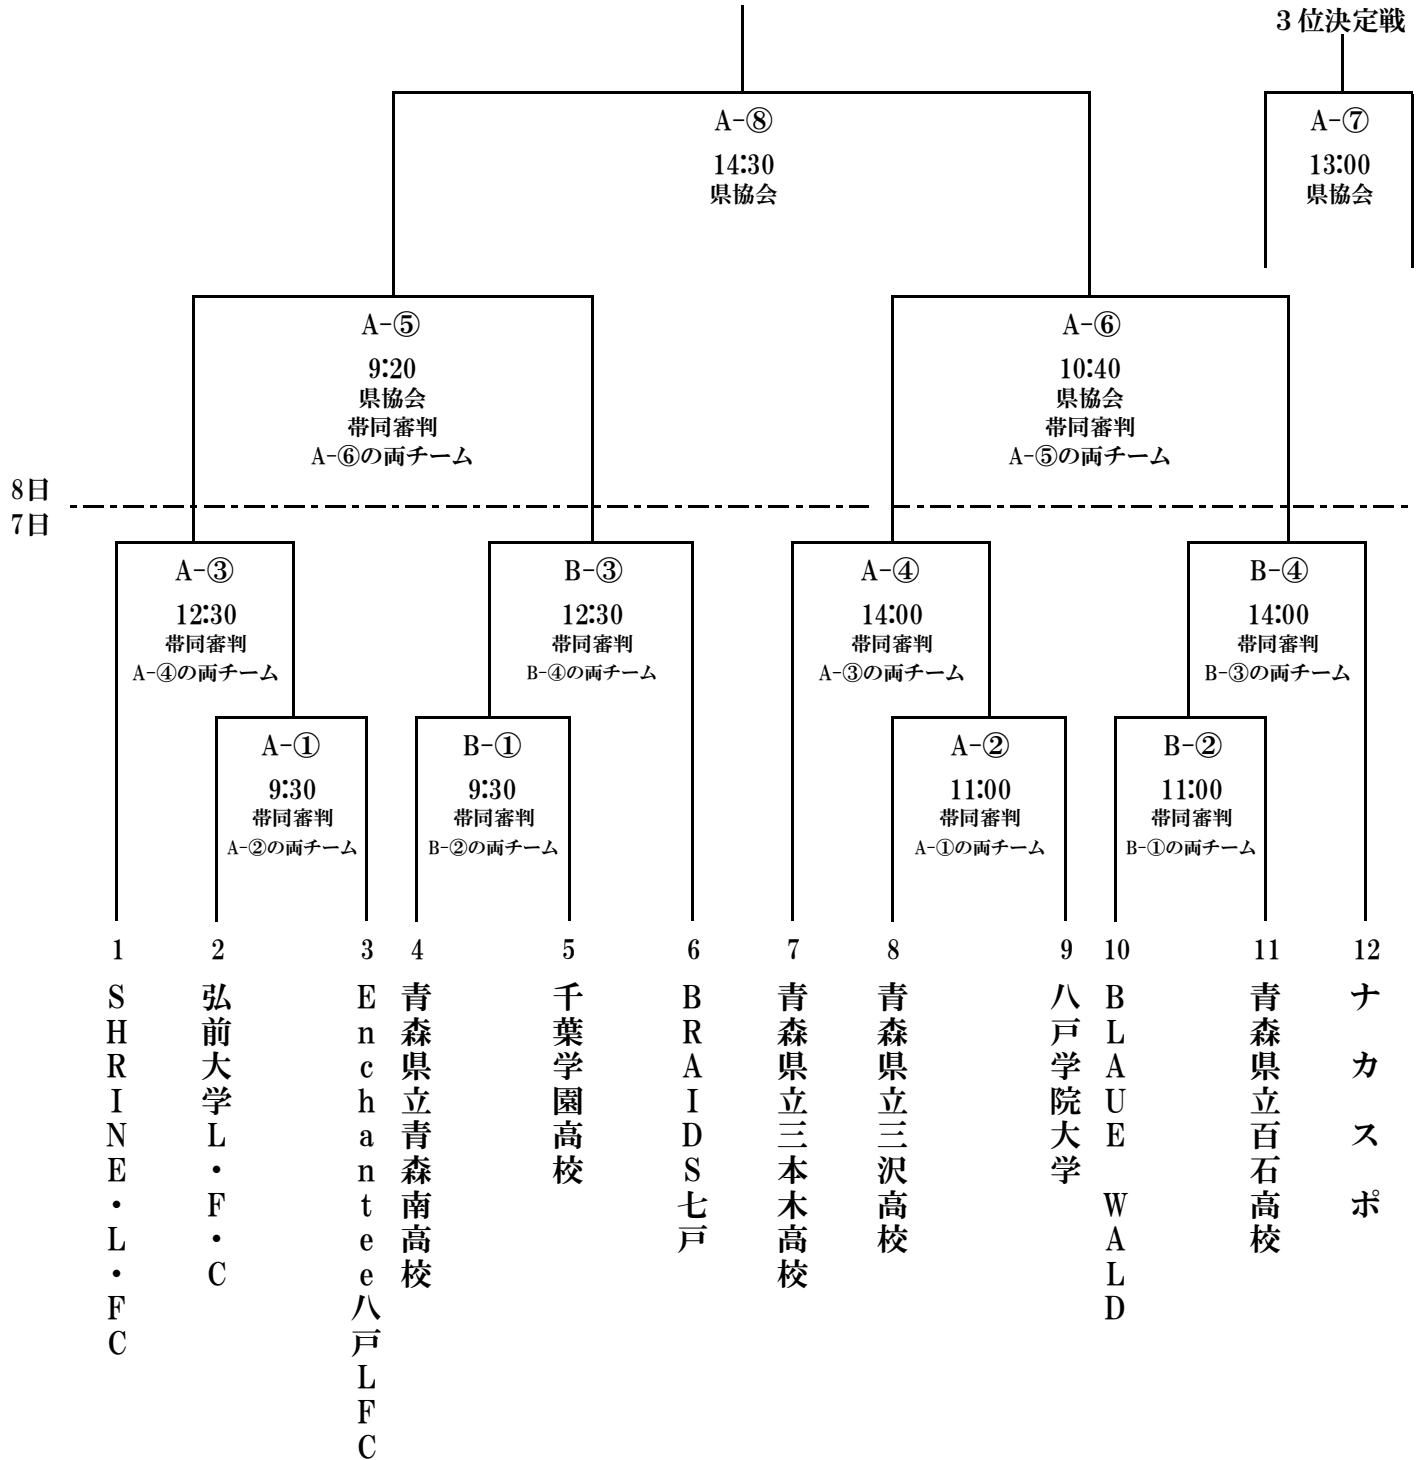 3位決定戦
A-⑧
14:30
県協会
A-⑦
13:00
県協会
A-⑤
9:20
県協会
帯同審判
A-⑥の両チーム
A-⑥
10:40
県協会
帯同審判
A-⑤の両チーム
8日
7日
A-③
12:30
帯同審判
A-④の両チーム
B-③
12:30
帯同審判
B-④の両チーム
A-④
14:00
帯同審判
A-③の両チーム
B-④
14:00
帯同審判
B-③の両チーム
A-①
9:30
帯同審判
A-②の両チーム
B-①
9:30
帯同審判
B-②の両チーム
A-②
11:00
帯同審判
A-①の両チーム
B-②
11:00
帯同審判
B-①の両チーム
1
SHRINE・L・FC
2
弘前大学L・F・C
3
Enchantee八戸LFC
4
青森県立青森南高校
5
千葉学園高校
6
BRAIDS七戸
7
青森県立三本木高校
8
青森県立三沢高校
9
八戸学院大学
10
BLAUE WALD
11
青森県立百石高校
12
ナカスポ